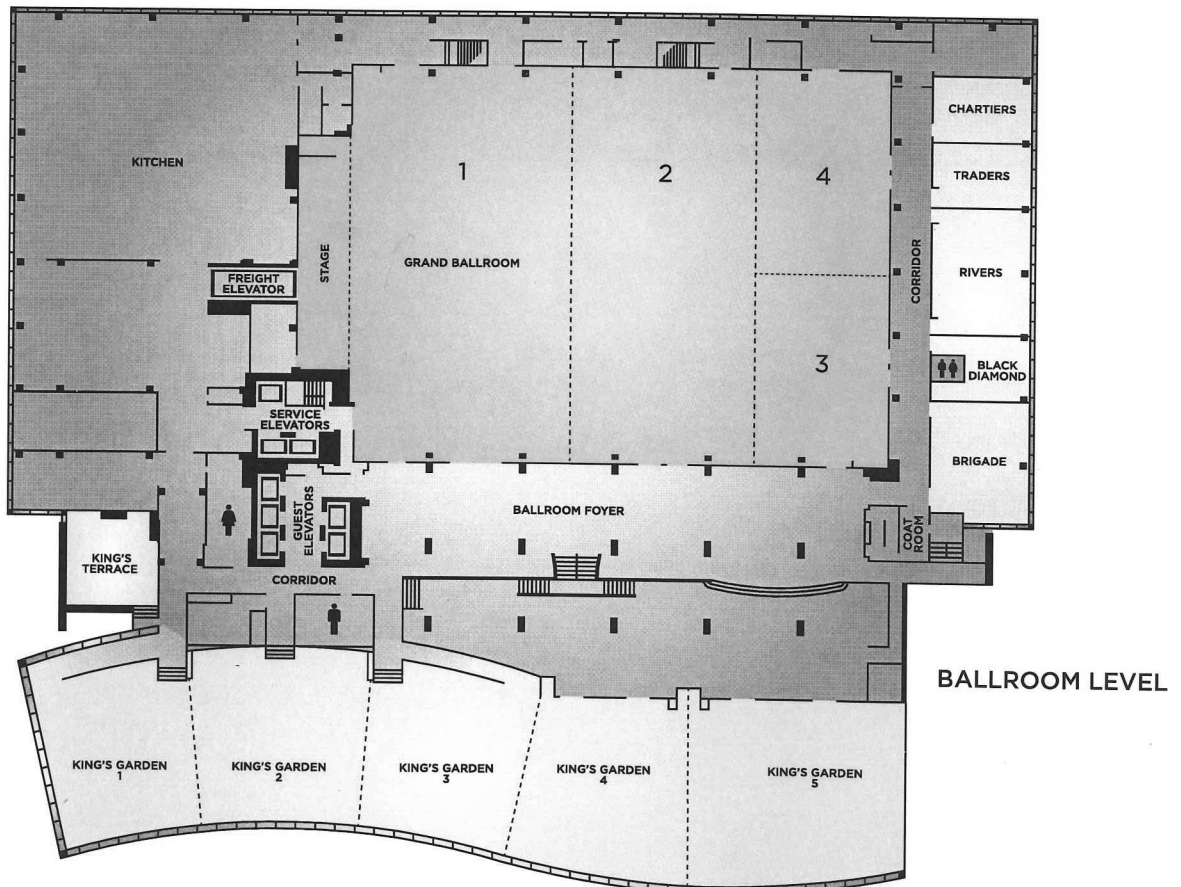 CHARTIERS
KITCHEN
1
2
4
TRADERS
STAGE
GRAND BALLROOM
CORRIDOR
RIVERS
FREIGHT
ELEVATOR
3
BLACK
DIAMOND
SERVICE
ELEVATORS
BRIGADE
GUEST
ELEVATORS
BALLROOM FOYER
COAT
ROOM
KING'S
TERRACE
CORRIDOR
BALLROOM LEVEL
KING'S GARDEN
1
KING'S GARDEN
2
KING'S GARDEN
3
KING'S GARDEN
4
KING'S GARDEN
5